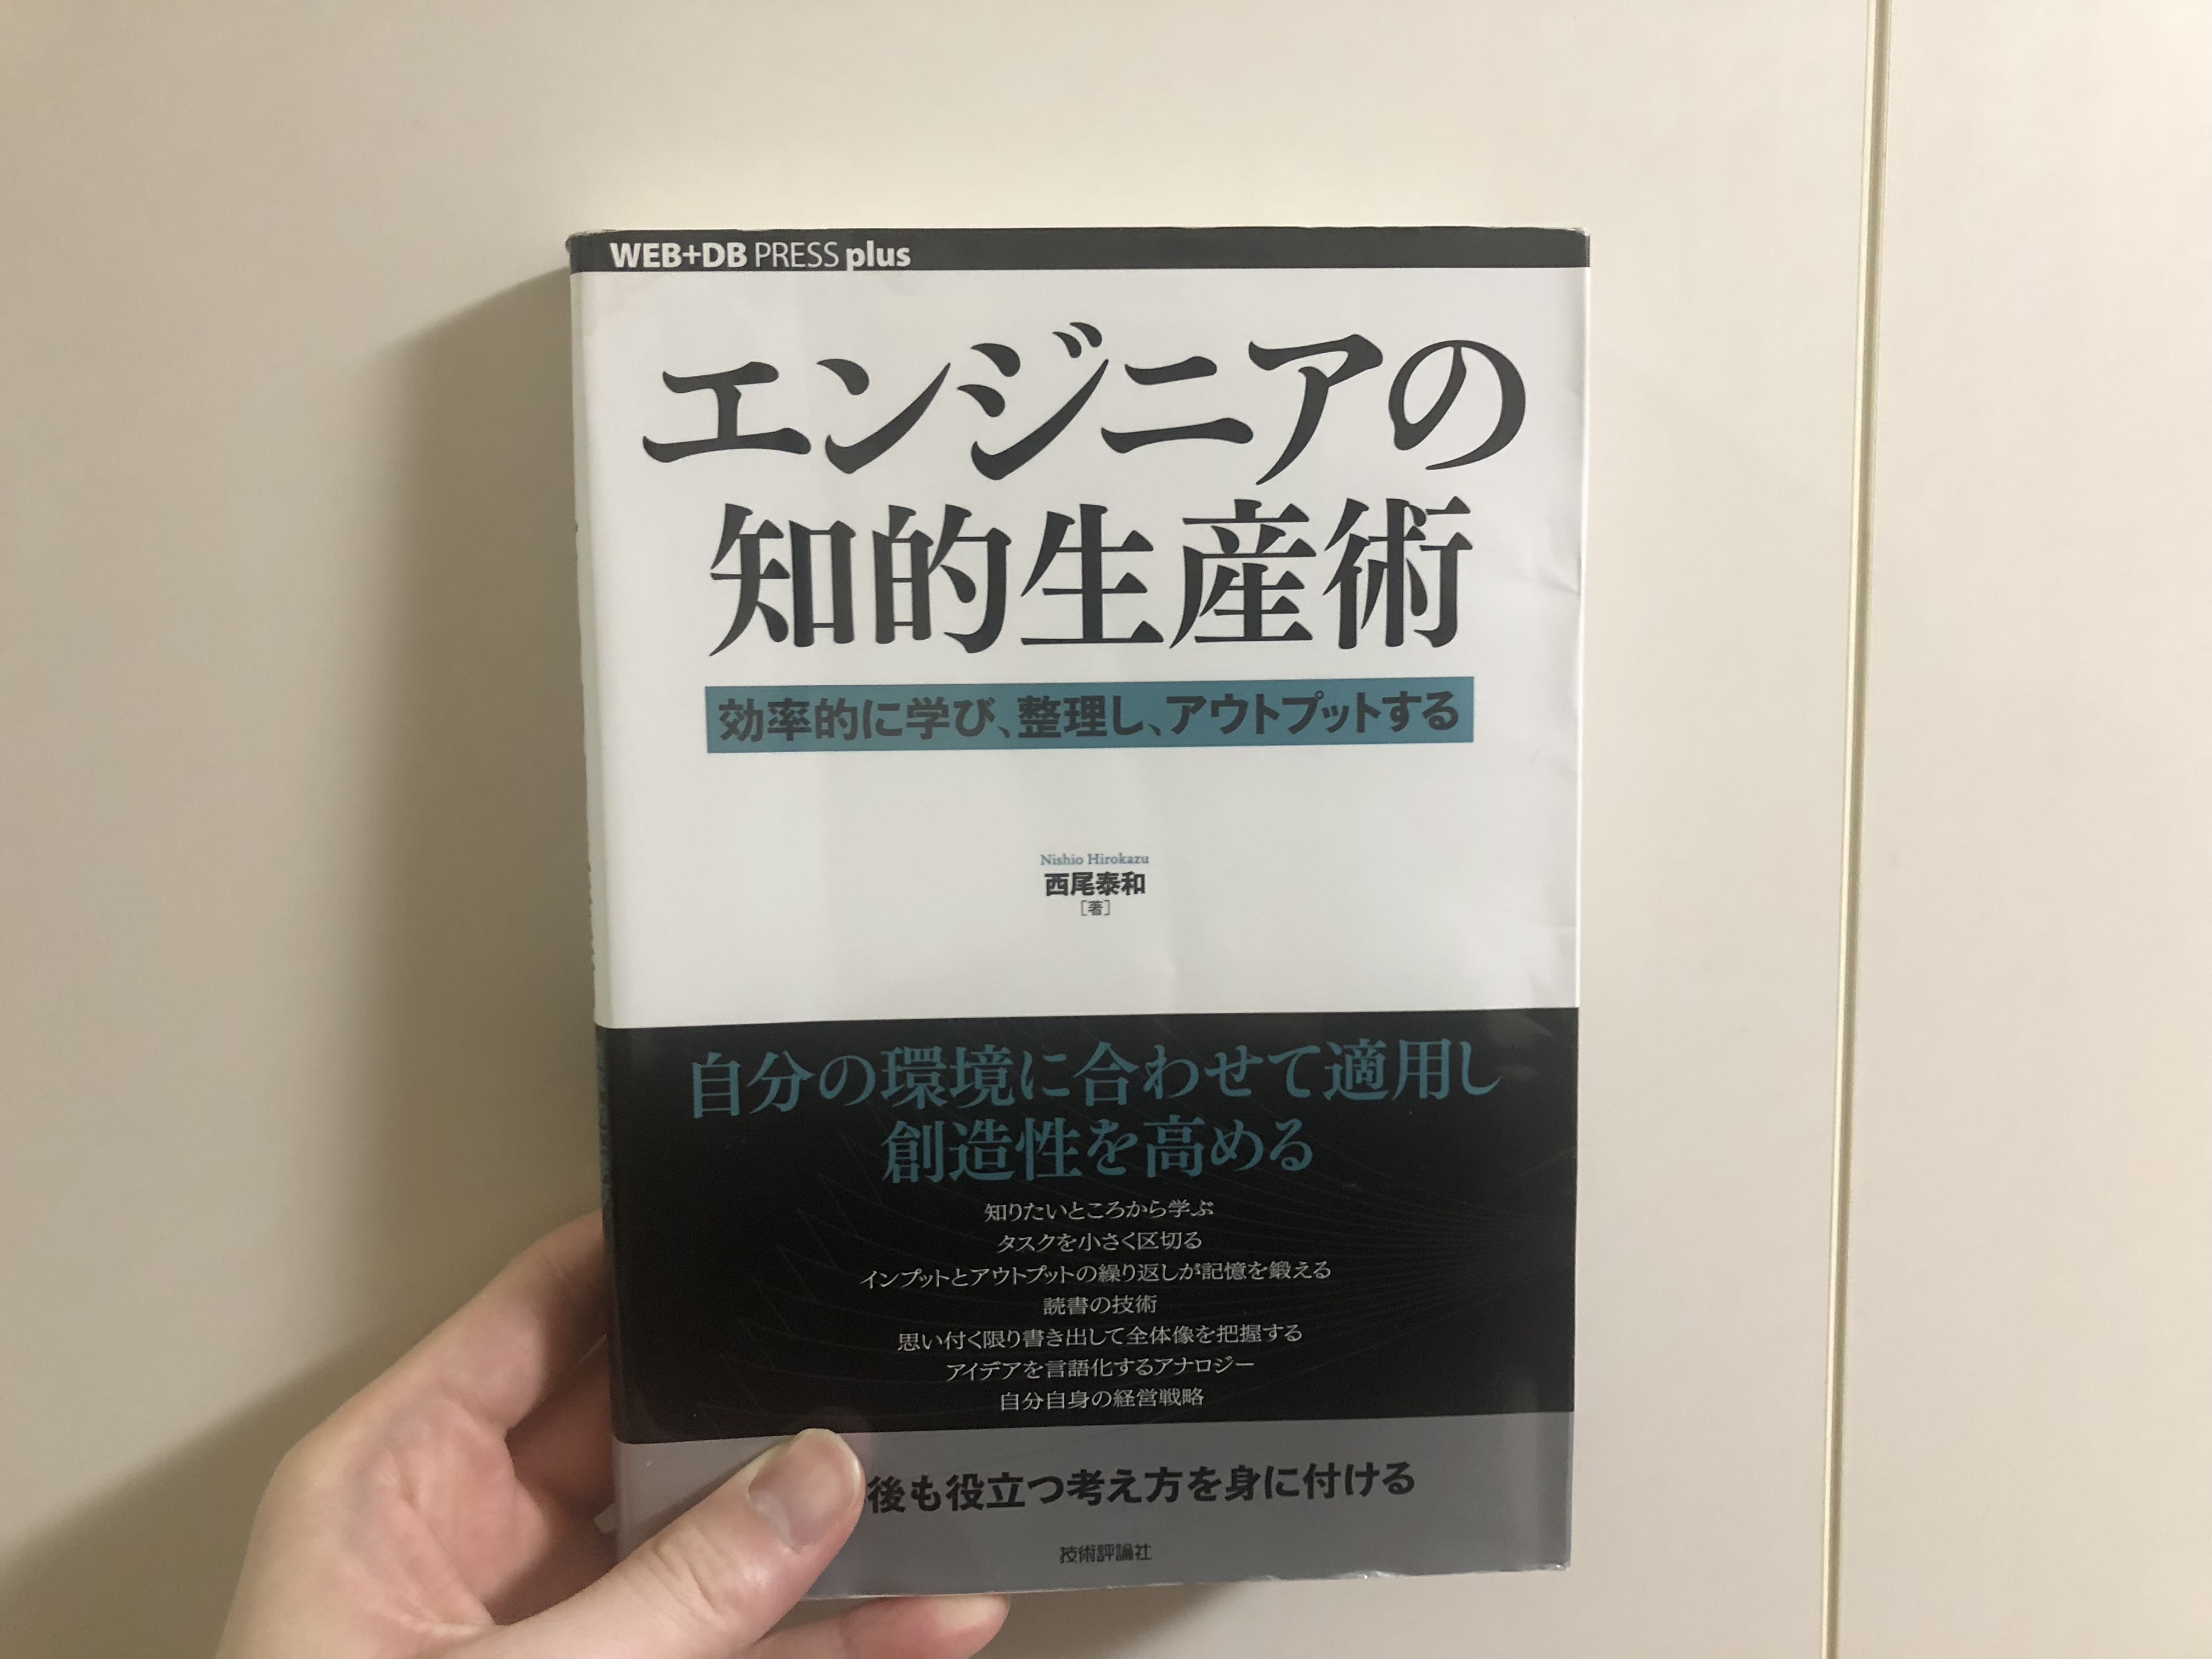 WEB+DB PRESS plus
エンジニアの
知的生産術
効率的に学び、整理し、アウトプットする
Nishio Hirokazu
西尾泰和
[著]
自分の環境に合わせて適用し
創造性を高める
知りたいところから学ぶ
タスクを小さく区切る
インプットとアウトプットの繰り返しが記憶を鍛える
読書の技術
思い付く限り書き出して全体像を把握する
アイデアを言語化するアナロジー
自分自身の経営戦略
後も役立つ考え方を身に付ける
技術評論社